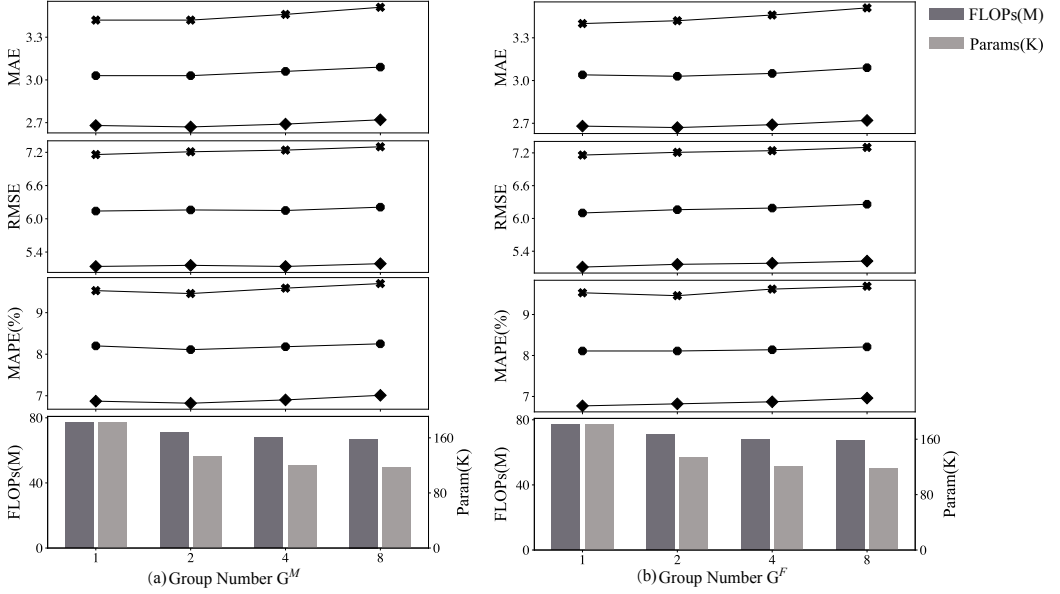 FLOPs(M)
Params(K)
MAE
3.3
3.0
2.7
RMSE
7.2
6.6
6.0
5.4
MAPE(%)
9
8
7
FLOPs(M)
80
40
0
160
80
0
Param(K)
1
2
4
8
(a) Group Number G^M
MAE
3.3
3.0
2.7
RMSE
7.2
6.6
6.0
5.4
MAPE(%)
9
8
7
FLOPs(M)
80
40
0
160
80
0
Param(K)
1
2
4
8
(b) Group Number G^F